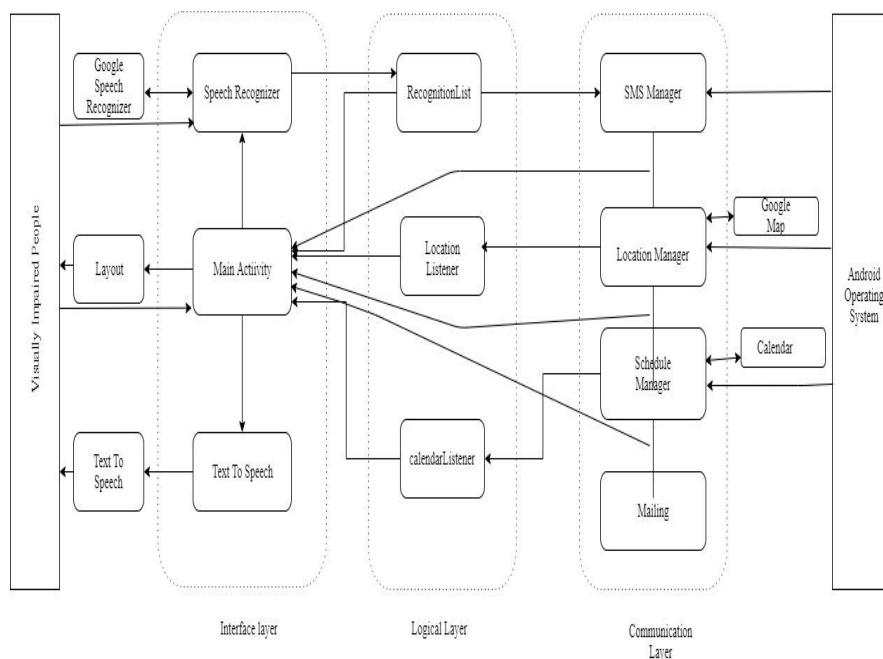 Visually Impaired People
Google
Speech
Recognizer
Layout
Text To
Speech
Speech Recognizer
Main Actiivity
Text To Speech
Interface layer
RecognitionList
Location
Listener
calendarListener
Logical Layer
SMS Manager
Location Manager
Schedule
Manager
Mailing
Communication
Layer
Google
Map
Calendar
Android
Operating
System